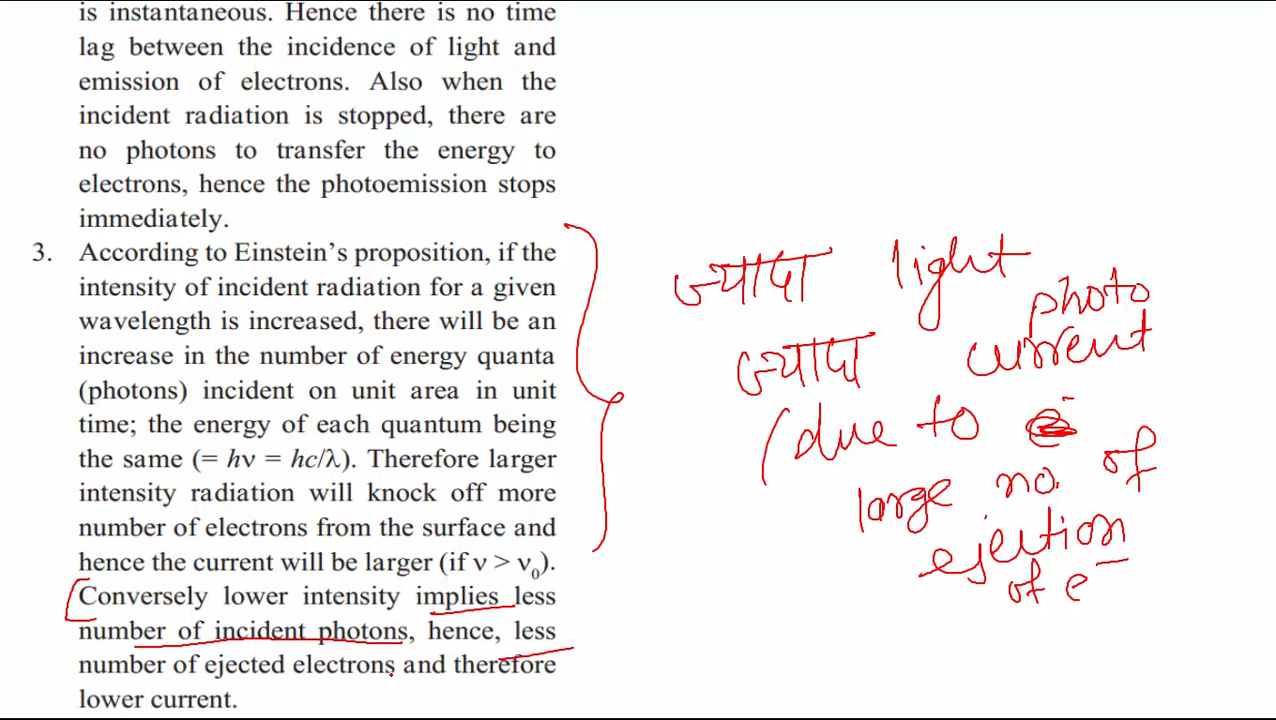 is instantaneous. Hence there is no time
lag between the incidence of light and
emission of electrons. Also when the
incident radiation is stopped, there are
no photons to transfer the energy to
electrons, hence the photoemission stops
immediately.
3. According to Einstein's proposition, if the
intensity of incident radiation for a given
wavelength is increased, there will be an
increase in the number of energy quanta
(photons) incident on unit area in unit
time; the energy of each quantum being
the same (= hν = hc/λ). Therefore larger
intensity radiation will knock off more
number of electrons from the surface and
hence the current will be larger (if ν > ν₀).
Conversely lower intensity implies less
number of incident photons, hence, less
number of ejected electrons and therefore
lower current.
ज्यादा light
ज्यादा photo
current
(due to
large no. of
ejection
of e⁻